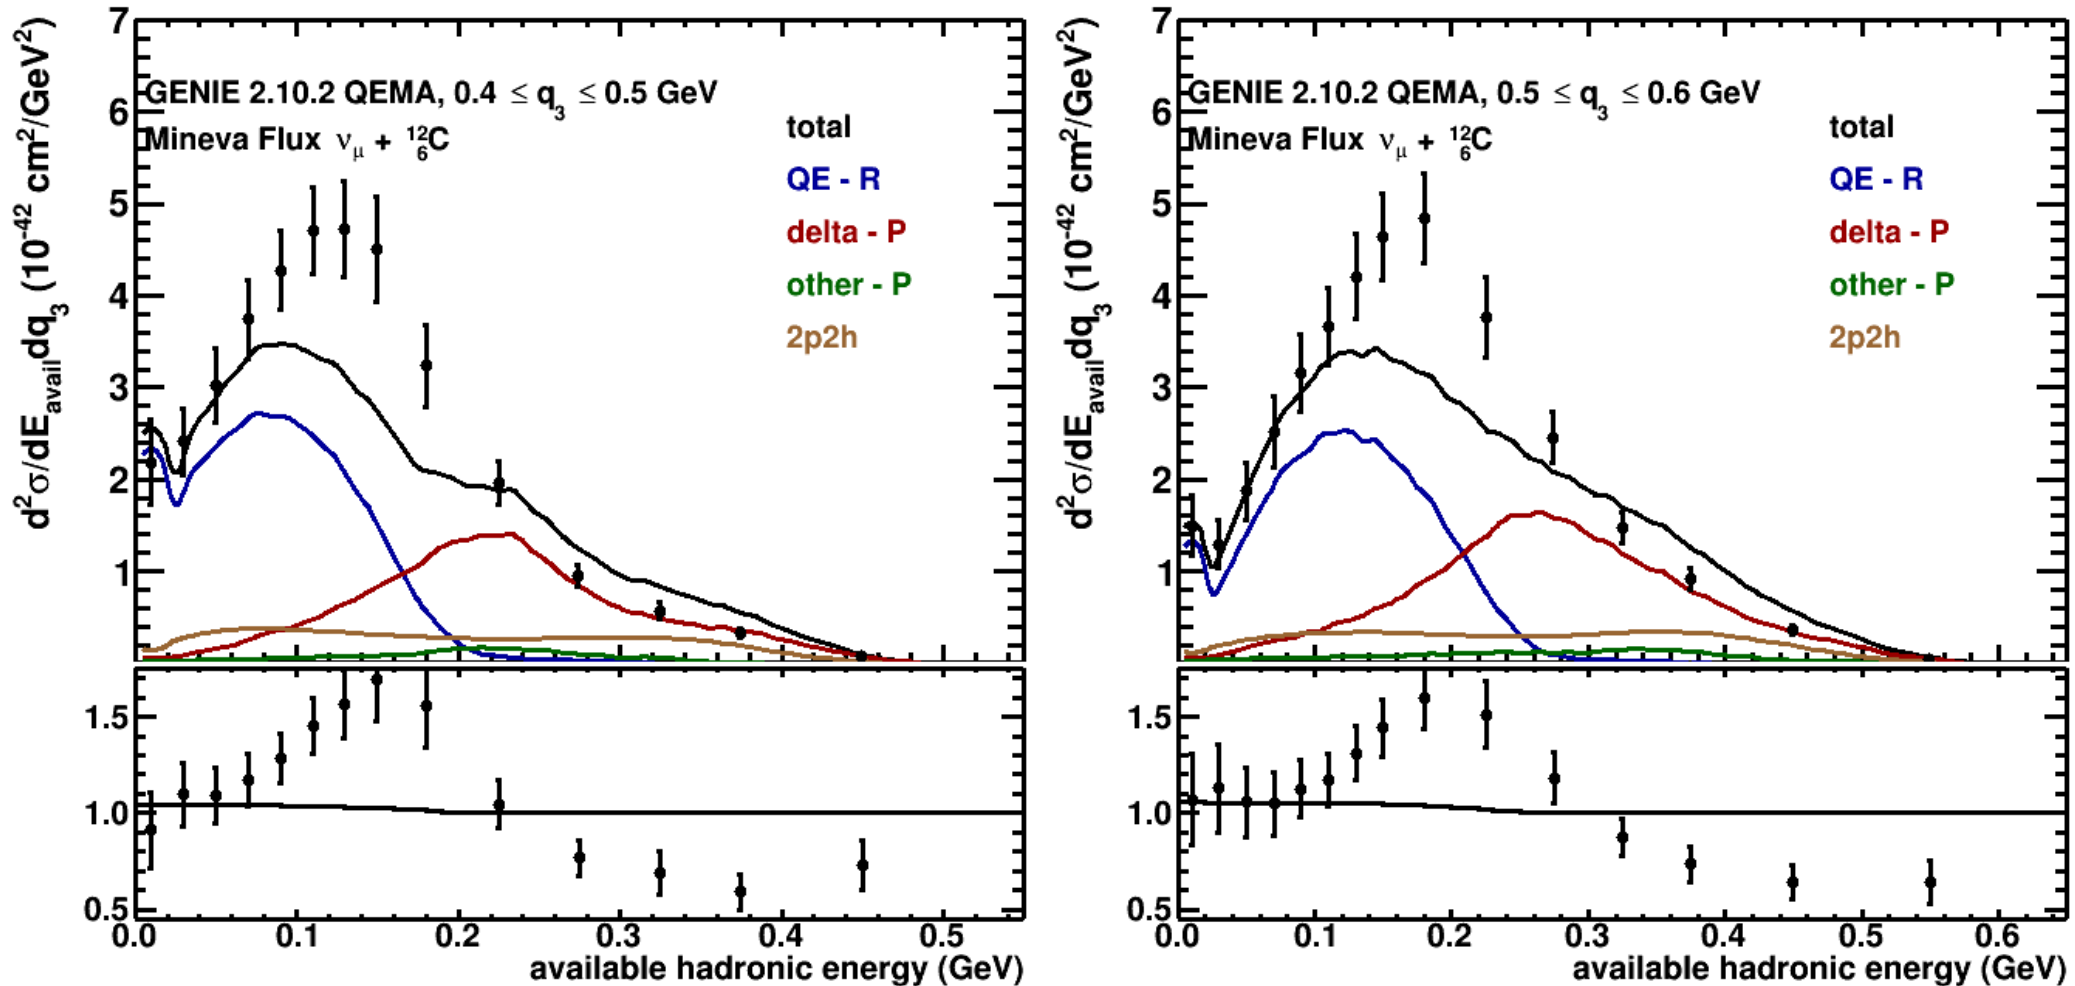 d²σ/dE_avail dq₃ (10⁻⁴² cm²/GeV²)
7
6
5
4
3
2
1
GENIE 2.10.2 QEMA, 0.4 ≤ q₃ ≤ 0.5 GeV
Mineva Flux ν_μ + ¹²₆C
total
QE - R
delta - P
other - P
2p2h
1.5
1.0
0.5
0.0 0.1 0.2 0.3 0.4 0.5
available hadronic energy (GeV)
d²σ/dE_avail dq₃ (10⁻⁴² cm²/GeV²)
7
6
5
4
3
2
1
GENIE 2.10.2 QEMA, 0.5 ≤ q₃ ≤ 0.6 GeV
Mineva Flux ν_μ + ¹²₆C
total
QE - R
delta - P
other - P
2p2h
1.5
1.0
0.5
0.0 0.1 0.2 0.3 0.4 0.5 0.6
available hadronic energy (GeV)